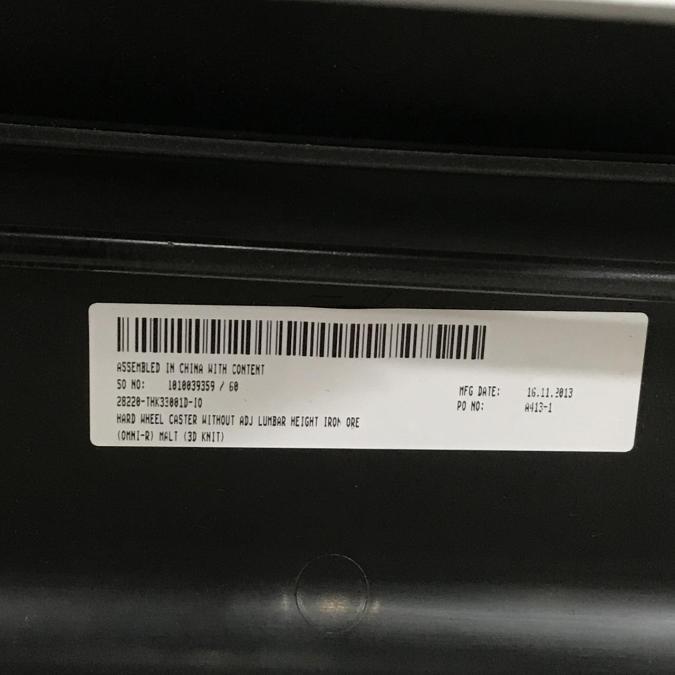 ASSEMBLED IN CHINA WITH CONTENT
SO NO: 1010039359 / 60
MFG DATE: 16.11.2013
28220-THK33001D-IO
PO NO: A413-1
HARD WHEEL CASTER WITHOUT ADJ LUMBAR HEIGHT IRON ORE
(OMNI-R) MALT (3D KNIT)